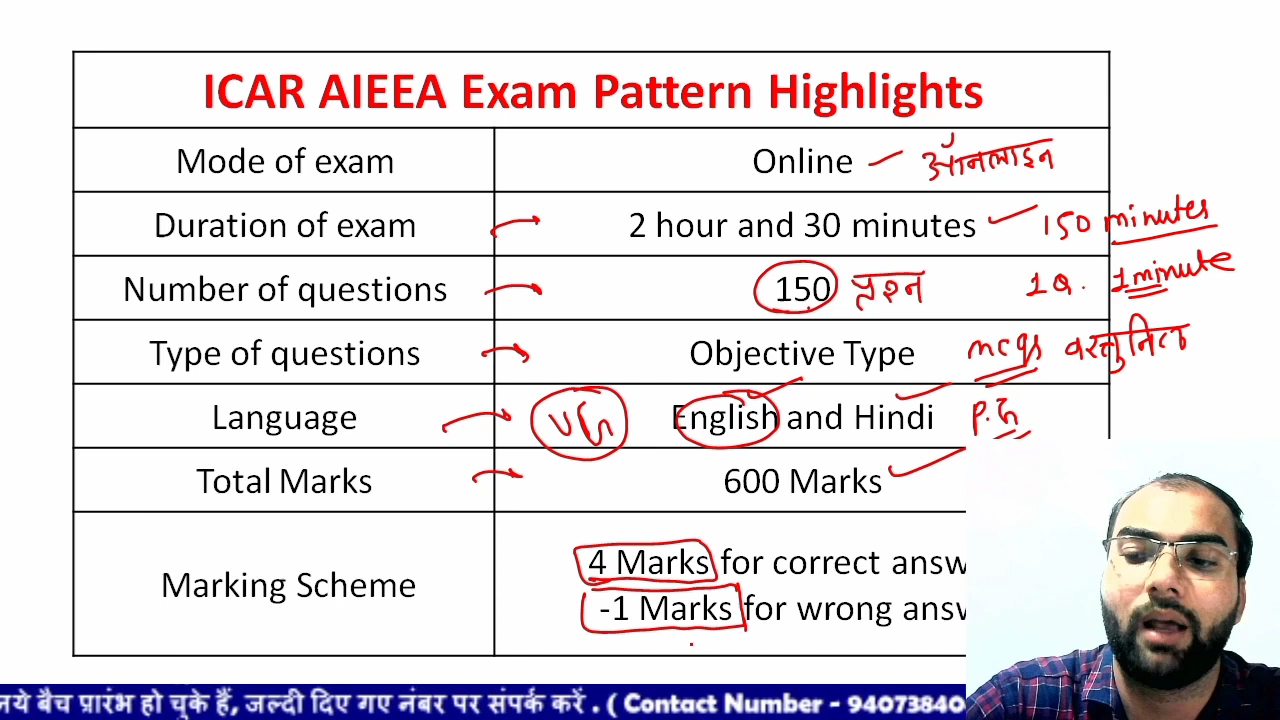 ICAR AIEEA Exam Pattern Highlights
Mode of exam Online ऑनलाइन
Duration of exam 2 hour and 30 minutes 150 minutes
Number of questions 150 प्रश्न 1 Q. 1 minute
Type of questions Objective Type mcqs
Language UG English and Hindi P.G
Total Marks 600 Marks
Marking Scheme
4 Marks for correct answ
-1 Marks for wrong answ
नये बैच प्रारंभ हो चुके हैं, जल्दी दिए गए नंबर पर संपर्क करें . ( Contact Number - 94073840